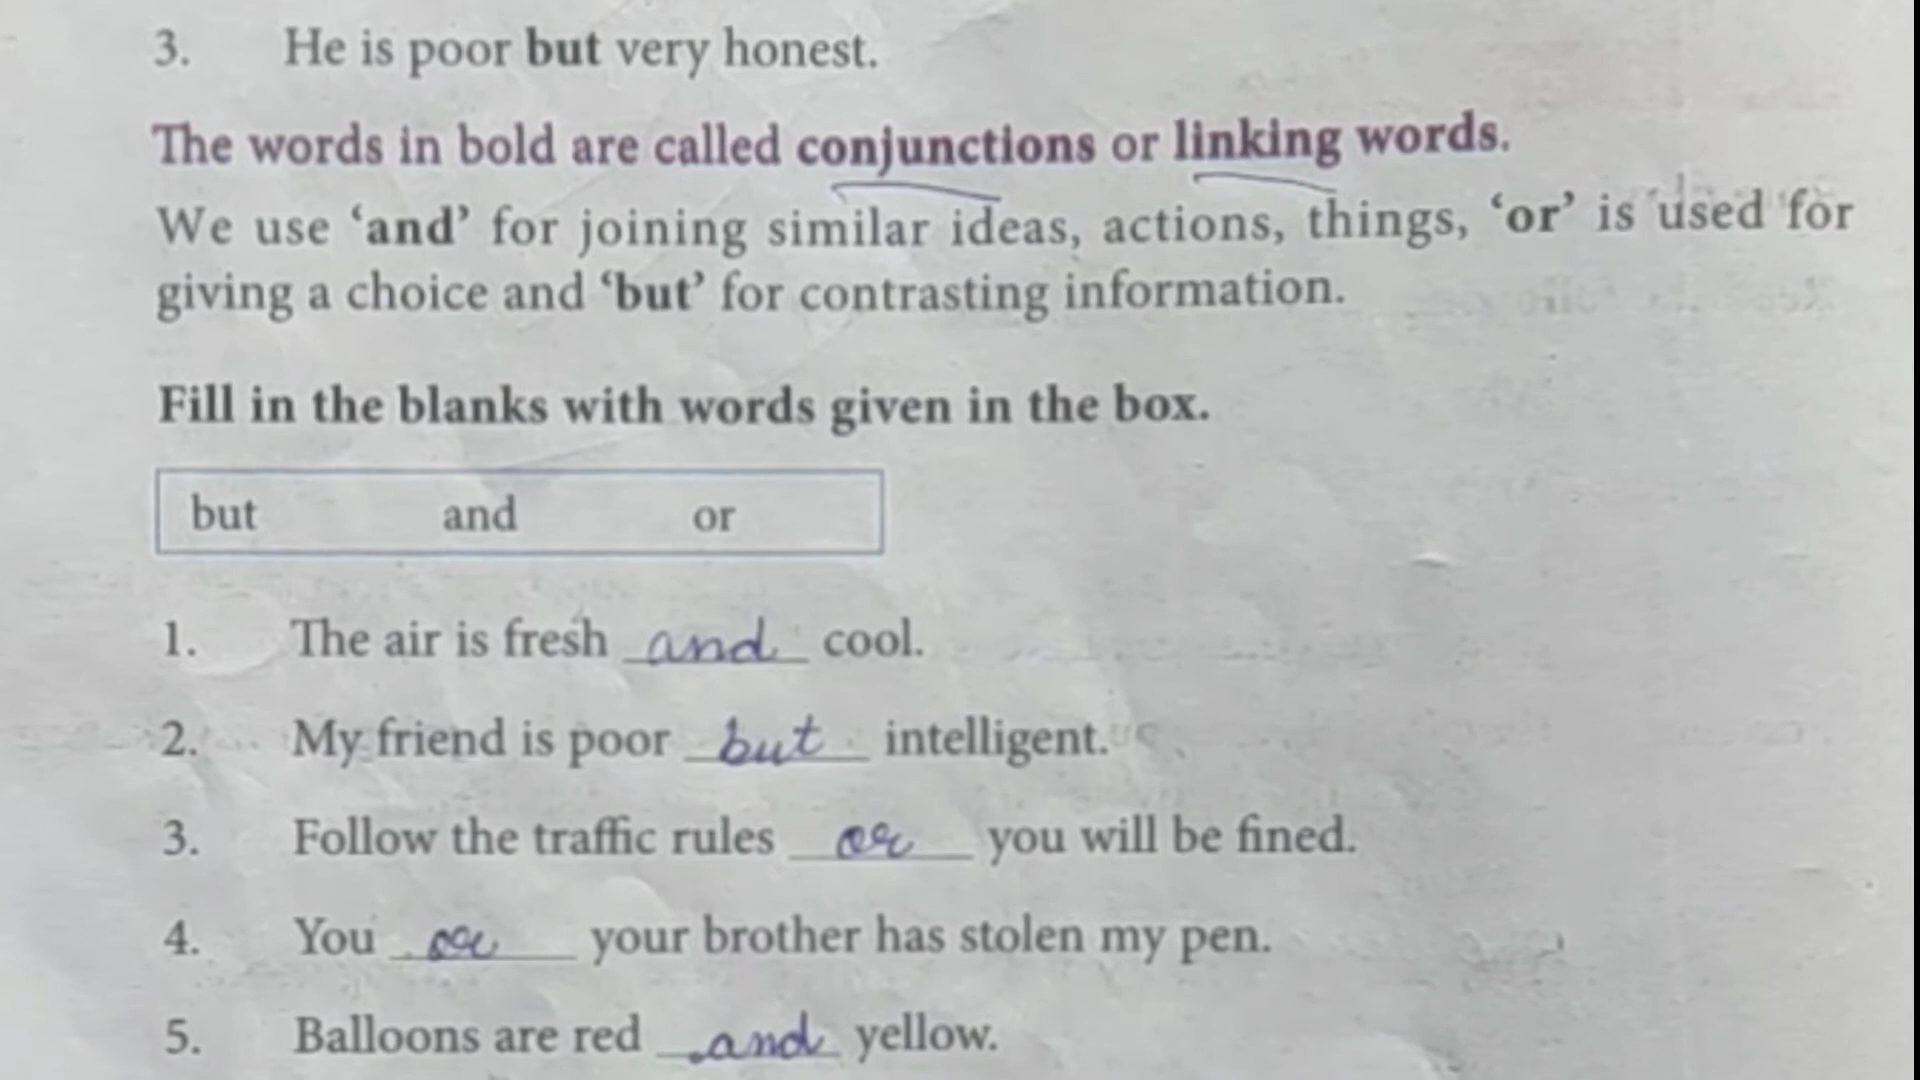 3. He is poor but very honest.
The words in bold are called conjunctions or linking words.
We use ‘and’ for joining similar ideas, actions, things, ‘or’ is used for
giving a choice and ‘but’ for contrasting information.
Fill in the blanks with words given in the box.
but and or
1. The air is fresh and cool.
2. My friend is poor but intelligent.
3. Follow the traffic rules or you will be fined.
4. You or your brother has stolen my pen.
5. Balloons are red and yellow.